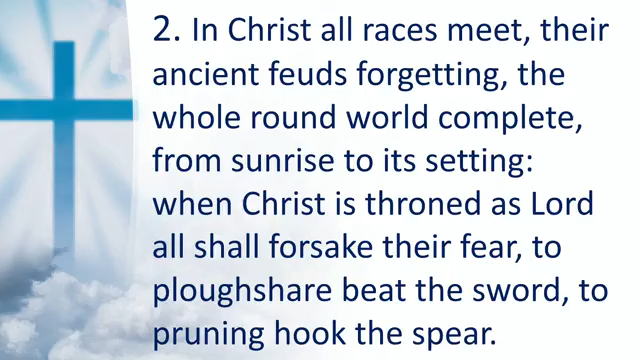 2. In Christ all races meet, their
ancient feuds forgetting, the
whole round world complete,
from sunrise to its setting:
when Christ is throned as Lord
all shall forsake their fear, to
ploughshare beat the sword, to
pruning hook the spear.